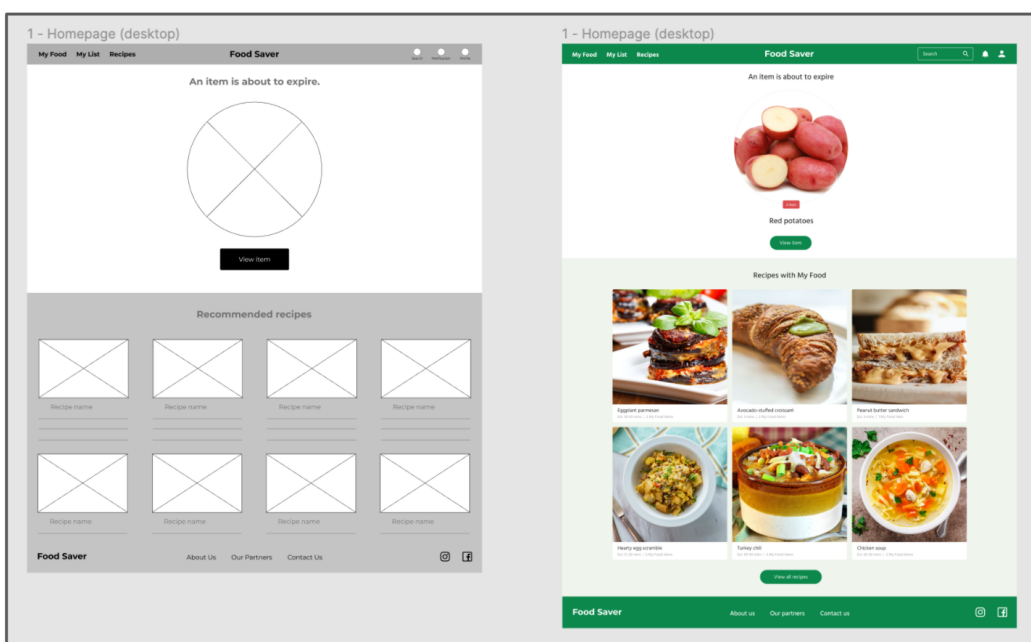 1 - Homepage (desktop)
My Food My List Recipes Food Saver Search Notification Profile
An item is about to expire.
View item
Recommended recipes
Recipe name Recipe name Recipe name Recipe name
Recipe name Recipe name Recipe name Recipe name
Food Saver About Us Our Partners Contact Us
1 - Homepage (desktop)
My Food My List Recipes Food Saver Search
An item is about to expire
Red potatoes
View item
Recipes with My Food
Eggplant parmesan Avocado-stuffed croissant Peanut butter sandwich
Hearty egg scramble Turkey chili Chicken soup
View all recipes
Food Saver About us Our partners Contact us